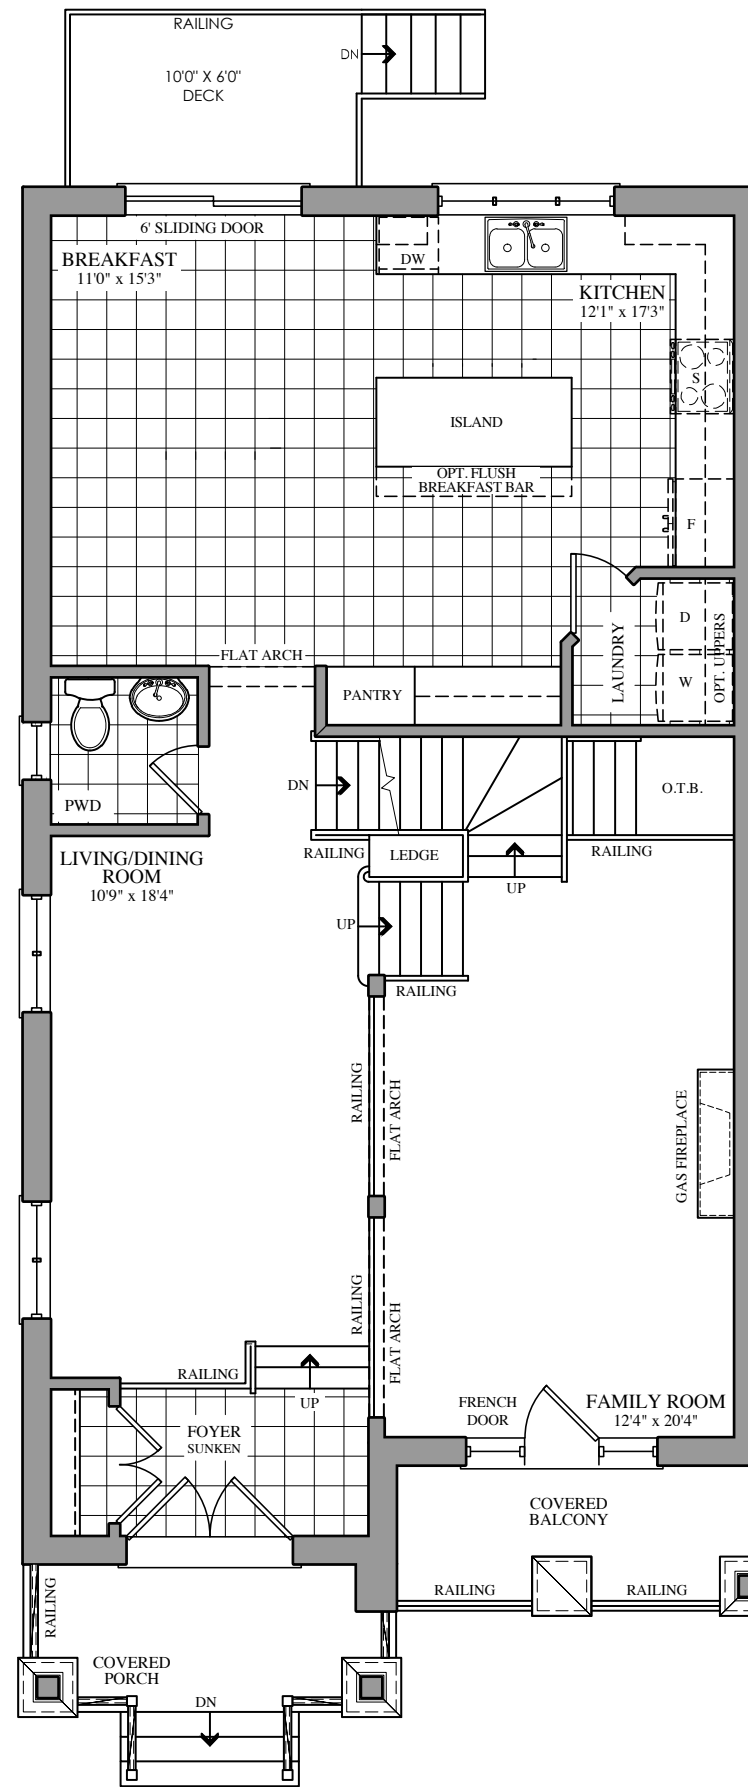 RAILING
DN
10'0" X 6'0"
DECK
6' SLIDING DOOR
BREAKFAST
11'0" x 15'3"
DW
KITCHEN
12'1" x 17'3"
S
ISLAND
OPT. FLUSH
BREAKFAST BAR
F
FLAT ARCH
LAUNDRY
D
W
OPT. UPPERS
PANTRY
PWD
DN
O.T.B.
LIVING/DINING
ROOM
10'9" x 18'4"
RAILING
LEDGE
RAILING
UP
UP
RAILING
RAILING
FLAT ARCH
GAS FIREPLACE
RAILING
FLAT ARCH
RAILING
UP
FRENCH
DOOR
FAMILY ROOM
12'4" x 20'4"
FOYER
SUNKEN
COVERED
BALCONY
RAILING
RAILING
RAILING
COVERED
PORCH
DN